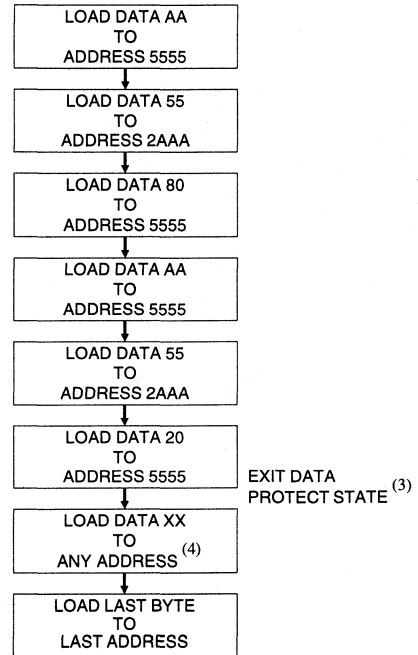 LOAD DATA AA
TO
ADDRESS 5555
LOAD DATA 55
TO
ADDRESS 2AAA
LOAD DATA 80
TO
ADDRESS 5555
LOAD DATA AA
TO
ADDRESS 5555
LOAD DATA 55
TO
ADDRESS 2AAA
LOAD DATA 20
TO
ADDRESS 5555
EXIT DATA
PROTECT STATE (3)
LOAD DATA XX
TO
ANY ADDRESS (4)
LOAD LAST BYTE
TO
LAST ADDRESS